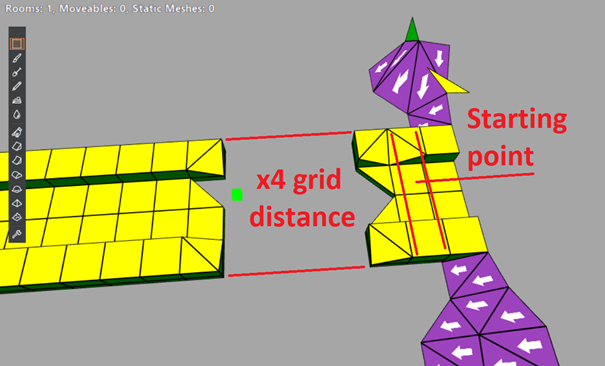 Rooms: 1, Moveables: 0, Static Meshes: 0
Starting
point
x4 grid
distance